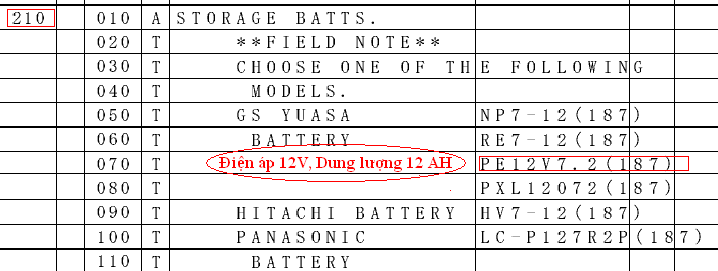 210 010 A STORAGE BATTS.
020 T **FIELD NOTE**
030 T CHOOSE ONE OF THE FOLLOWING
040 T MODELS.
050 T GS YUASA NP7-12(187)
060 T BATTERY RE7-12(187)
070 T Điện áp 12V, Dung lượng 12 AH PE12V7.2(187)
080 T PXL12072(187)
090 T HITACHI BATTERY HV7-12(187)
100 T PANASONIC LC-P127R2P(187)
110 T BATTERY